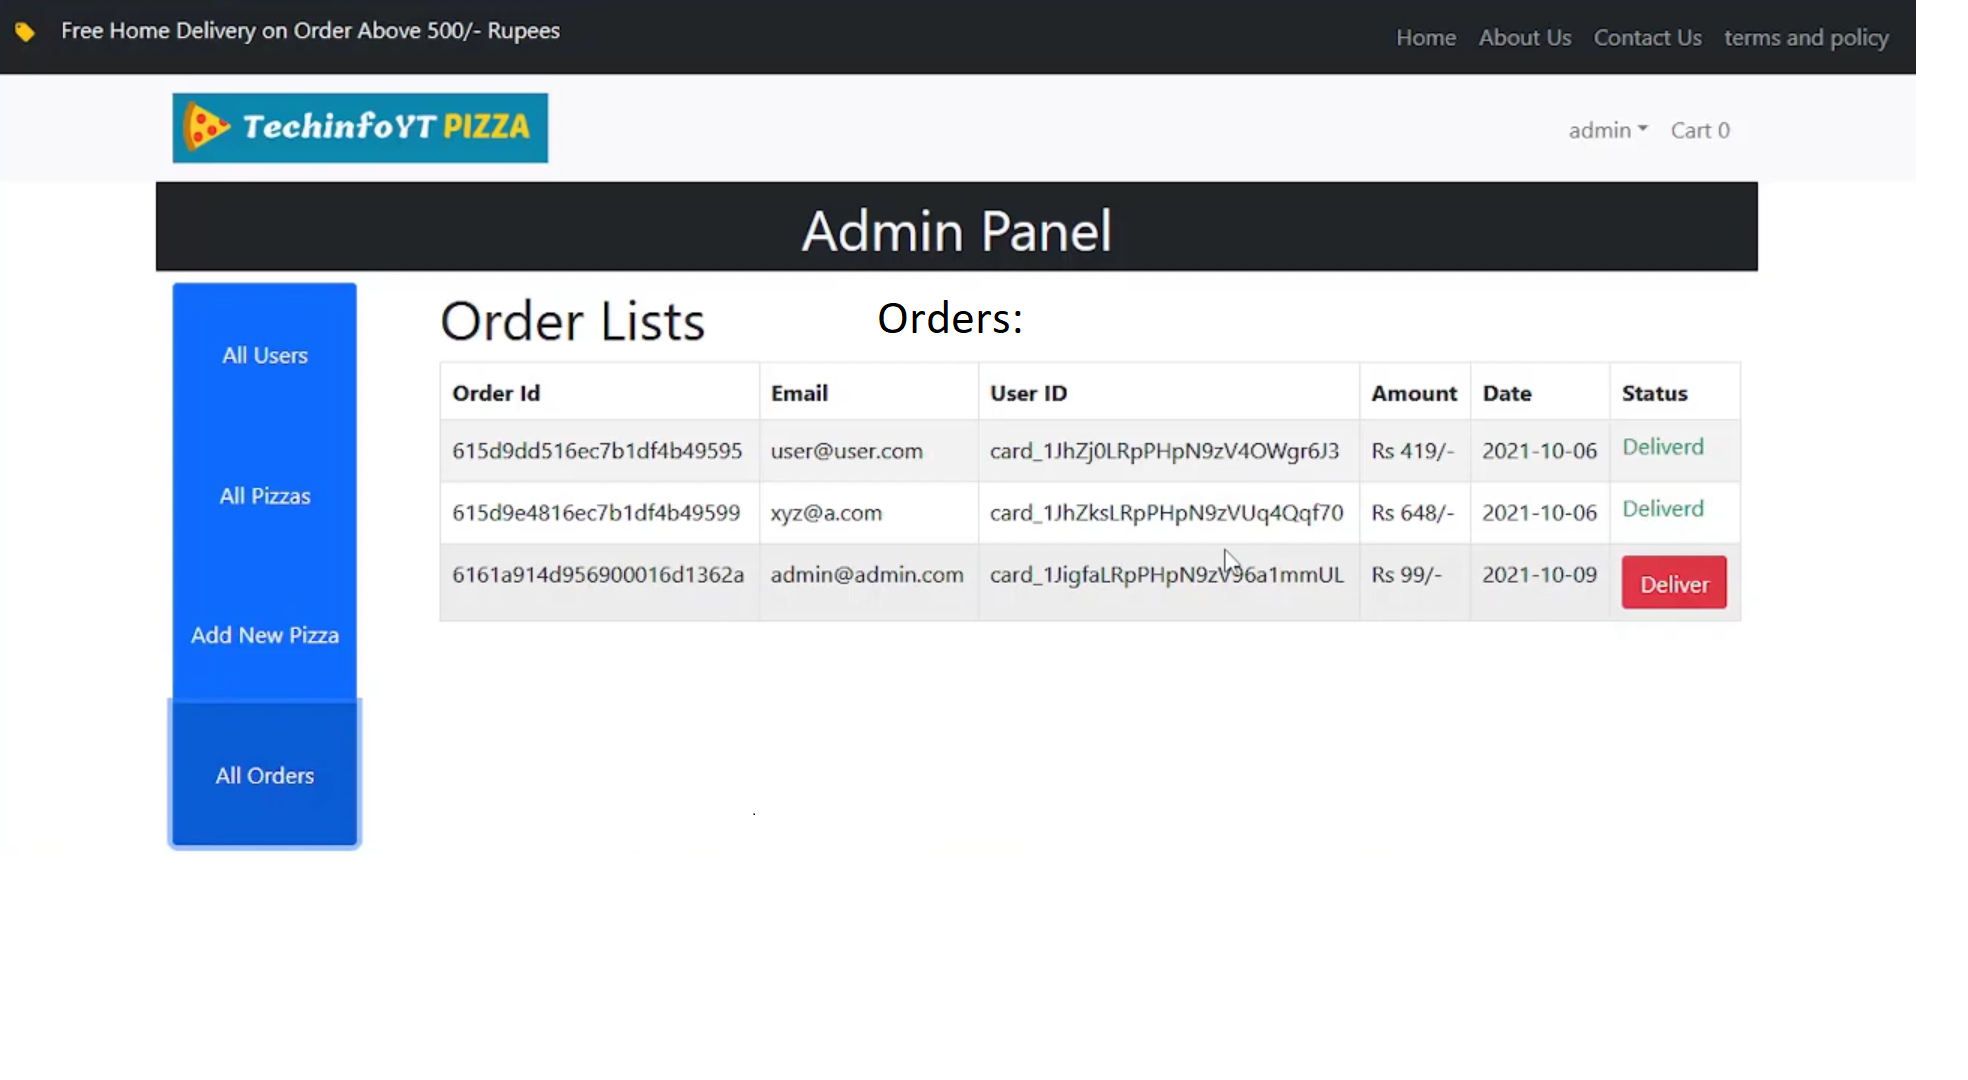 Free Home Delivery on Order Above 500/- Rupees
Home About Us Contact Us terms and policy
TechinfoYT PIZZA
admin Cart 0
Admin Panel
All Users
All Pizzas
Add New Pizza
All Orders
Order Lists Orders:
Order Id Email User ID Amount Date Status
615d9dd516ec7b1df4b49595 user@user.com card_1JhZj0LRpPHpN9zV4OWgr6J3 Rs 419/- 2021-10-06 Deliverd
615d9e4816ec7b1df4b49599 xyz@a.com card_1JhZksLRpPHpN9zVUq4Qqf70 Rs 648/- 2021-10-06 Deliverd
6161a914d956900016d1362a admin@admin.com card_1JigfaLRpPHpN9zV96a1mmUL Rs 99/- 2021-10-09 Deliver